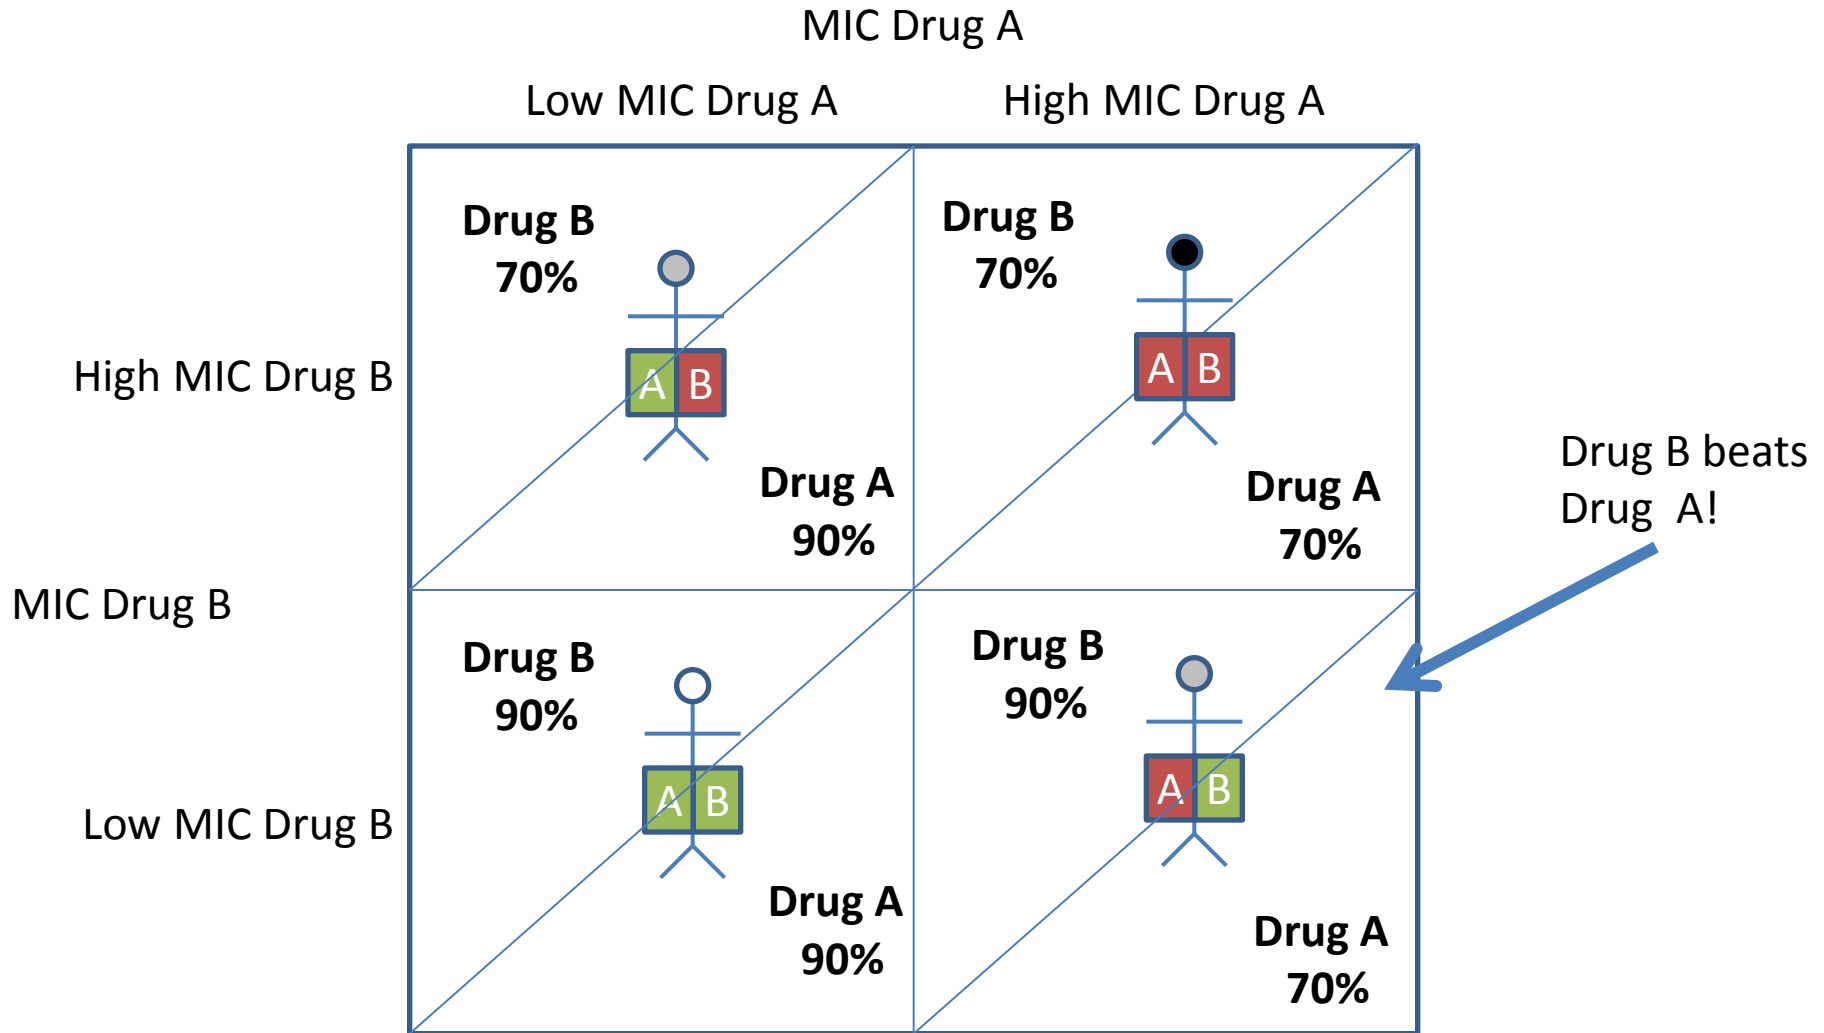 MIC Drug A
Low MIC Drug A
High MIC Drug A
Drug B
70%
Drug B
70%
High MIC Drug B
A B
A B
Drug A
90%
Drug A
70%
Drug B beats
Drug A!
MIC Drug B
Drug B
90%
Drug B
90%
Low MIC Drug B
A B
A B
Drug A
90%
Drug A
70%